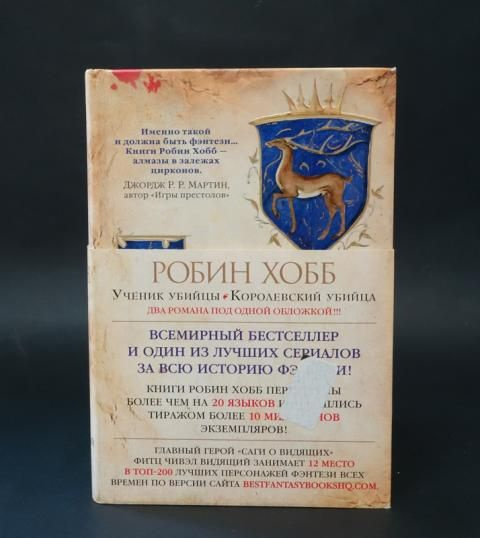 Именно такой
и должна быть фэнтези...
Книги Робин Хобб —
алмазы в залежах
цирконов.
Джордж Р. Р. Мартин,
автор «Игры престолов»
РОБИН ХОББ
Ученик убийцы Королевский убийца
ДВА РОМАНА ПОД ОДНОЙ ОБЛОЖКОЙ!!!
ВСЕМИРНЫЙ БЕСТСЕЛЛЕР
И ОДИН ИЗ ЛУЧШИХ СЕРИАЛОВ
ЗА ВСЮ ИСТОРИЮ
КНИГИ РОБИН ХОББ
БОЛЕЕ ЧЕМ НА 20 ЯЗЫКОВ И
ТИРАЖОМ БОЛЕЕ 10
ЭКЗЕМПЛЯРОВ!
ГЛАВНЫЙ ГЕРОЙ «САГИ О ВИДЯЩИХ»
ФИТЦ ЧИВЭЛ ВИДЯЩИЙ ЗАНИМАЕТ 12 МЕСТО
В ТОП-200 ЛУЧШИХ ПЕРСОНАЖЕЙ ФЭНТЕЗИ ВСЕХ
ВРЕМЕН ПО ВЕРСИИ САЙТА BESTFANTASYBOOKSHQ.COM.